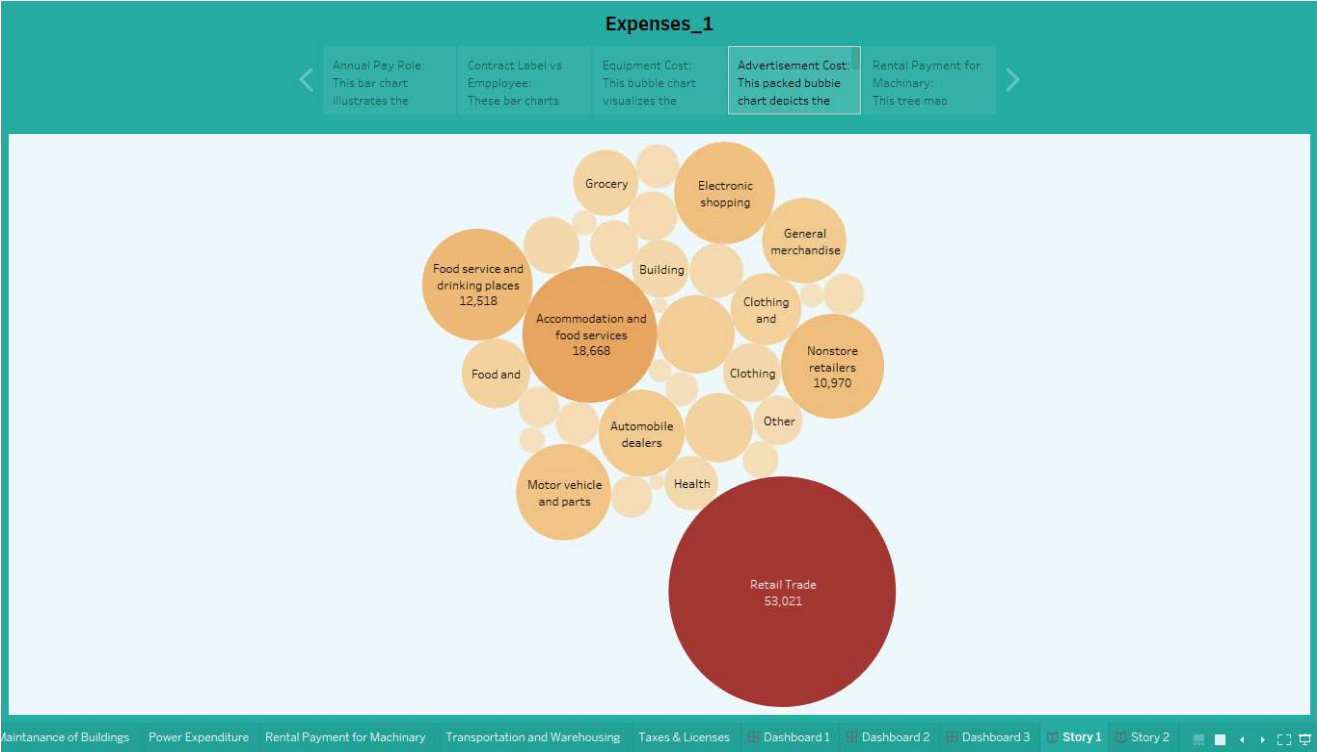 Expenses_1
Annual Pay Role:
This bar chart
illustrates the
Contract Label vs
Empployee:
These bar charts
Equipment Cost:
This bubble chart
visualizes the
Advertisement Cost:
This packed bubble
chart depicts the
Rental Payment for
Machinary:
This tree map
Grocery
Electronic
shopping
General
merchandise
Food service and
drinking places
12,518
Building
Clothing
and
Accommodation and
food services
18,668
Nonstore
retailers
10,970
Food and
Clothing
Automobile
dealers
Other
Motor vehicle
and parts
Health
Retail Trade
53,021
Maintanance of Buildings Power Expenditure Rental Payment for Machinary Transportation and Warehousing Taxes & Licenses Dashboard 1 Dashboard 2 Dashboard 3 Story 1 Story 2